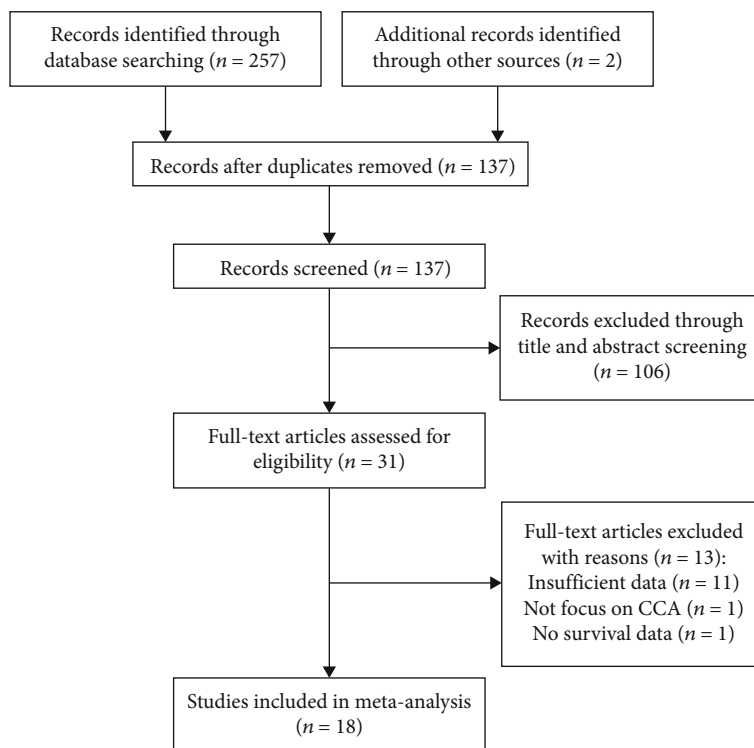 Records identified through
database searching (n = 257)
Additional records identified
through other sources (n = 2)
Records after duplicates removed (n = 137)
Records screened (n = 137)
Records excluded through
title and abstract screening
(n = 106)
Full-text articles assessed for
eligibility (n = 31)
Full-text articles excluded
with reasons (n = 13):
Insufficient data (n = 11)
Not focus on CCA (n = 1)
No survival data (n = 1)
Studies included in meta-analysis
(n = 18)